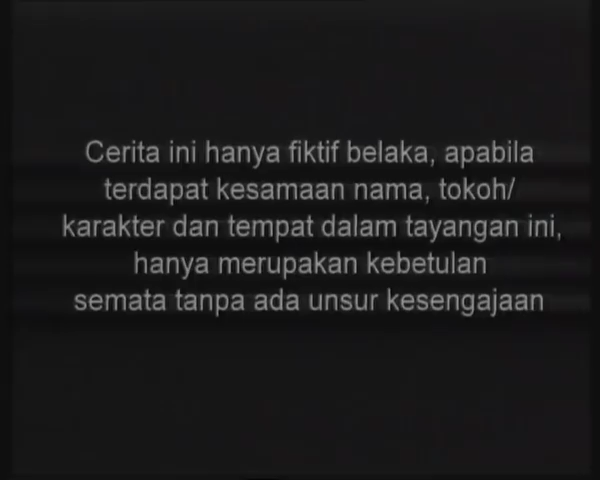 Cerita ini hanya fiktif belaka, apabila
terdapat kesamaan nama, tokoh/
karakter dan tempat dalam tayangan ini,
hanya merupakan kebetulan
semata tanpa ada unsur kesengajaan